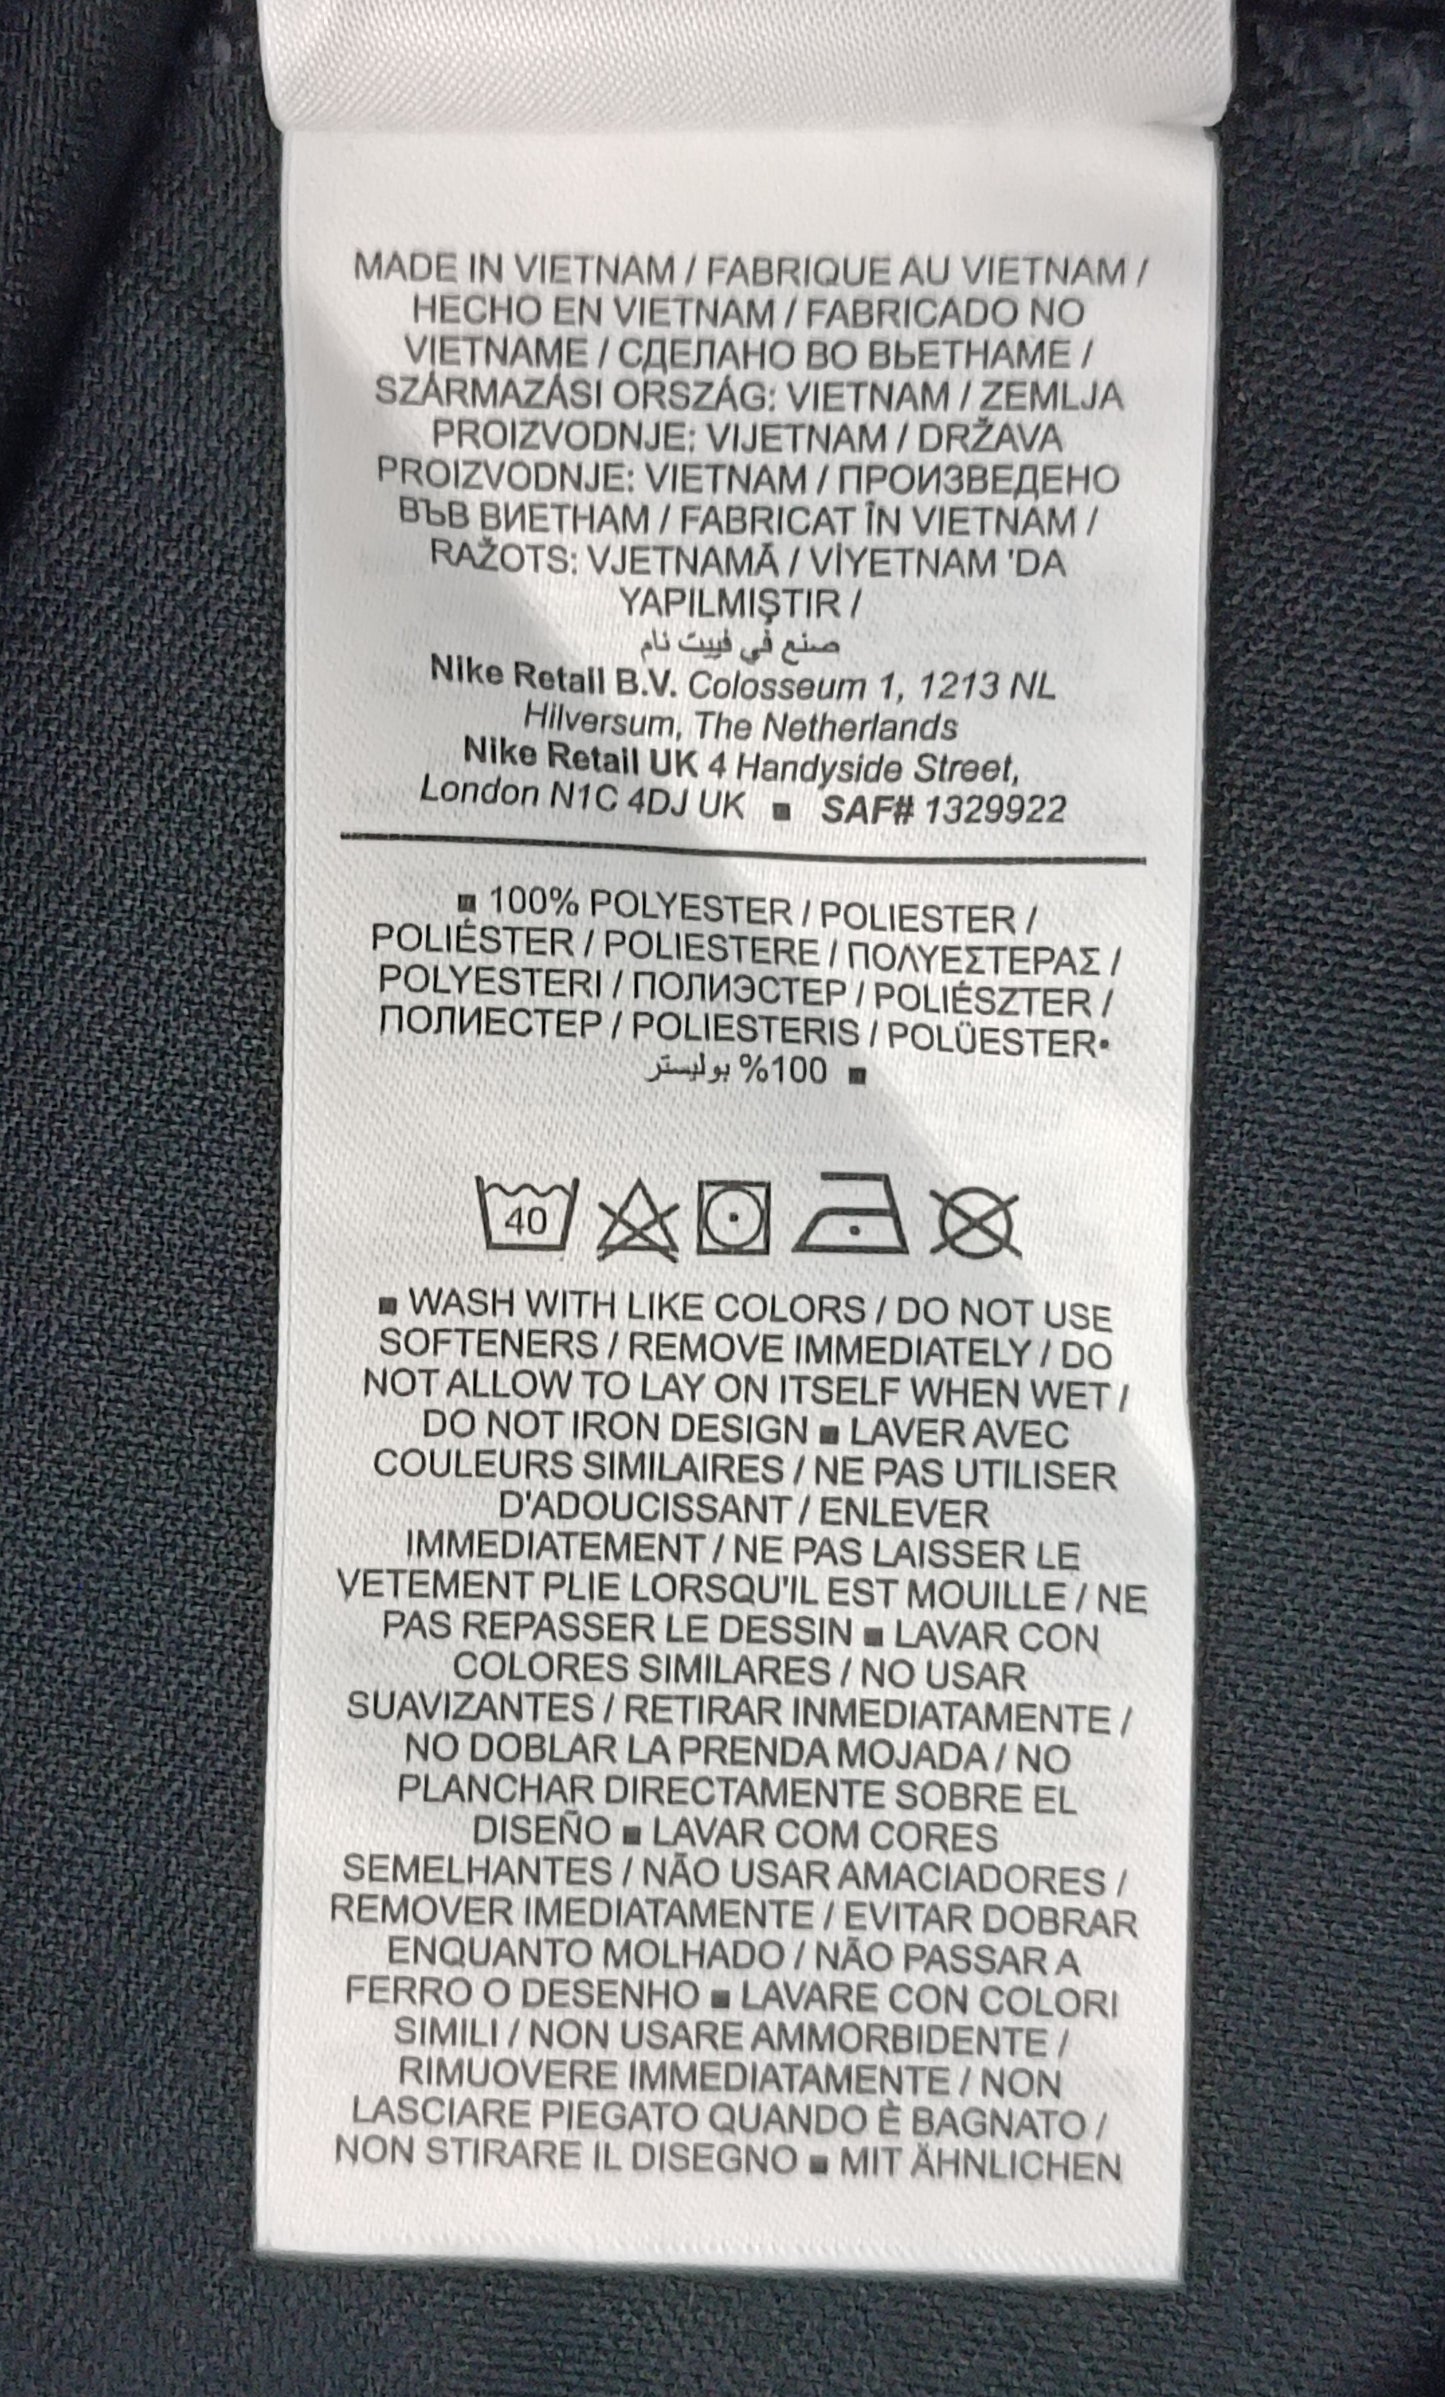 MADE IN VIETNAM / FABRIQUE AU VIETNAM /
HECHO EN VIETNAM / FABRICADO NO
VIETNAME / СДЕЛАНО ВО ВЬЕТНАМЕ /
SZÁRMAZÁSI ORSZÁG: VIETNAM / ZEMLJA
PROIZVODNJE: VIJETNAM / DRŽAVA
PROIZVODNJE: VIETNAM / ПРОИЗВЕДЕНО
ВЪВ ВИЕТНАМ / FABRICAT ÎN VIETNAM /
RAŽOTS: VJETNAMĀ / VİYETNAM 'DA
YAPILMIŞTIR /
صنع في فييت نام
Nike Retail B.V. Colosseum 1, 1213 NL
Hilversum, The Netherlands
Nike Retail UK 4 Handyside Street,
London N1C 4DJ UK ■ SAF# 1329922
■ 100% POLYESTER / POLIESTER /
POLIÉSTER / POLIESTERE / ΠΟΛΥΕΣΤΕΡΑΣ /
POLYESTERI / ПОЛИЭСТЕР / POLIÉSZTER /
ПОЛИЕСТЕР / POLIESTERIS / POLÜESTER▪
100% بوليستر ■
40
■ WASH WITH LIKE COLORS / DO NOT USE
SOFTENERS / REMOVE IMMEDIATELY / DO
NOT ALLOW TO LAY ON ITSELF WHEN WET /
DO NOT IRON DESIGN ■ LAVER AVEC
COULEURS SIMILAIRES / NE PAS UTILISER
D'ADOUCISSANT / ENLEVER
IMMEDIATEMENT / NE PAS LAISSER LE
VETEMENT PLIE LORSQU'IL EST MOUILLE / NE
PAS REPASSER LE DESSIN ■ LAVAR CON
COLORES SIMILARES / NO USAR
SUAVIZANTES / RETIRAR INMEDIATAMENTE /
NO DOBLAR LA PRENDA MOJADA / NO
PLANCHAR DIRECTAMENTE SOBRE EL
DISEÑO ■ LAVAR COM CORES
SEMELHANTES / NÃO USAR AMACIADORES /
REMOVER IMEDIATAMENTE / EVITAR DOBRAR
ENQUANTO MOLHADO / NÃO PASSAR A
FERRO O DESENHO ■ LAVARE CON COLORI
SIMILI / NON USARE AMMORBIDENTE /
RIMUOVERE IMMEDIATAMENTE / NON
LASCIARE PIEGATO QUANDO È BAGNATO /
NON STIRARE IL DISEGNO ■ MIT ÄHNLICHEN